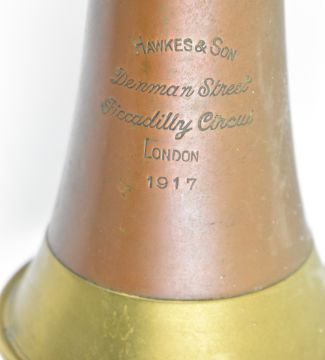 HAWKES & SON
Denman Street
Piccadilly Circus
LONDON
1917